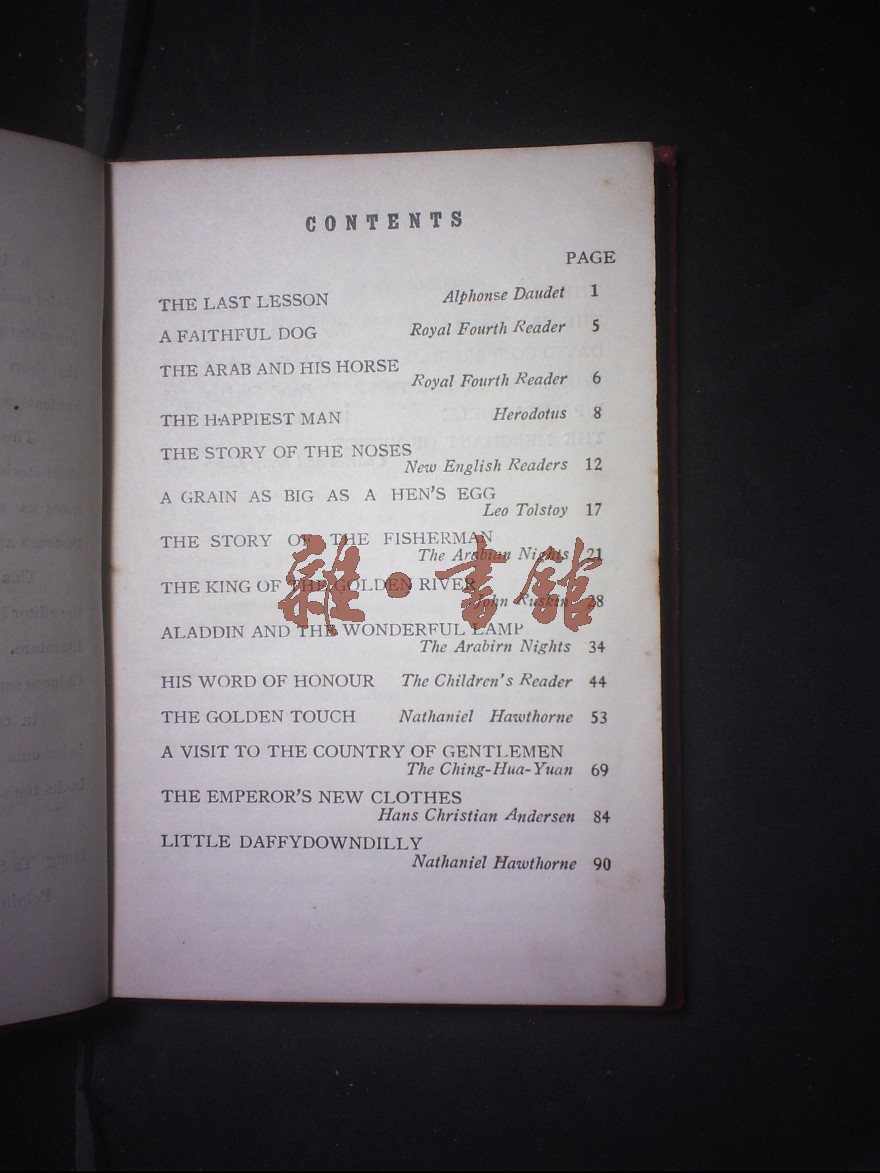 CONTENTS
PAGE
THE LAST LESSON Alphonse Daudet 1
A FAITHFUL DOG Royal Fourth Reader 5
THE ARAB AND HIS HORSE
Royal Fourth Reader 6
THE HAPPIEST MAN Herodotus 8
THE STORY OF THE NOSES
New English Readers 12
A GRAIN AS BIG AS A HEN'S EGG
Leo Tolstoy 17
THE STORY OF THE FISHERMAN
The Arabian Nights 21
THE KING OF THE GOLDEN RIVER
John Ruskin 28
雜·書館
ALADDIN AND THE WONDERFUL LAMP
The Arabirn Nights 34
HIS WORD OF HONOUR The Children's Reader 44
THE GOLDEN TOUCH Nathaniel Hawthorne 53
A VISIT TO THE COUNTRY OF GENTLEMEN
The Ching-Hua-Yuan 69
THE EMPEROR'S NEW CLOTHES
Hans Christian Andersen 84
LITTLE DAFFYDOWNDILLY
Nathaniel Hawthorne 90